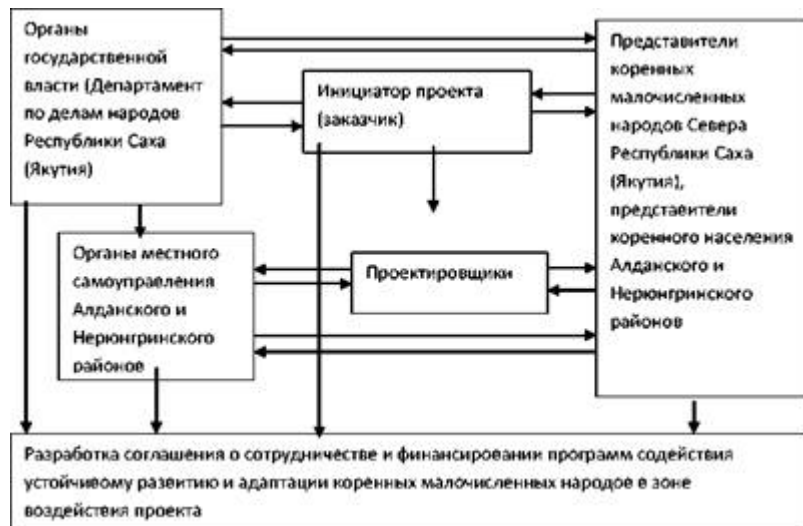 Органы
государственной
власти (Департамент
по делам народов
Республики Саха
(Якутия)
Инициатор проекта
(заказчик)
Представители
коренных
малочисленных
народов Севера
Республики Саха
(Якутия),
представители
коренного населения
Алданского и
Нерюнгринского
районов
Органы местного
самоуправления
Алданского и
Нерюнгринского
районов
Проектировщики
Разработка соглашения о сотрудничестве и финансировании программ содействия
устойчивому развитию и адаптации коренных малочисленных народов в зоне
воздействия проекта